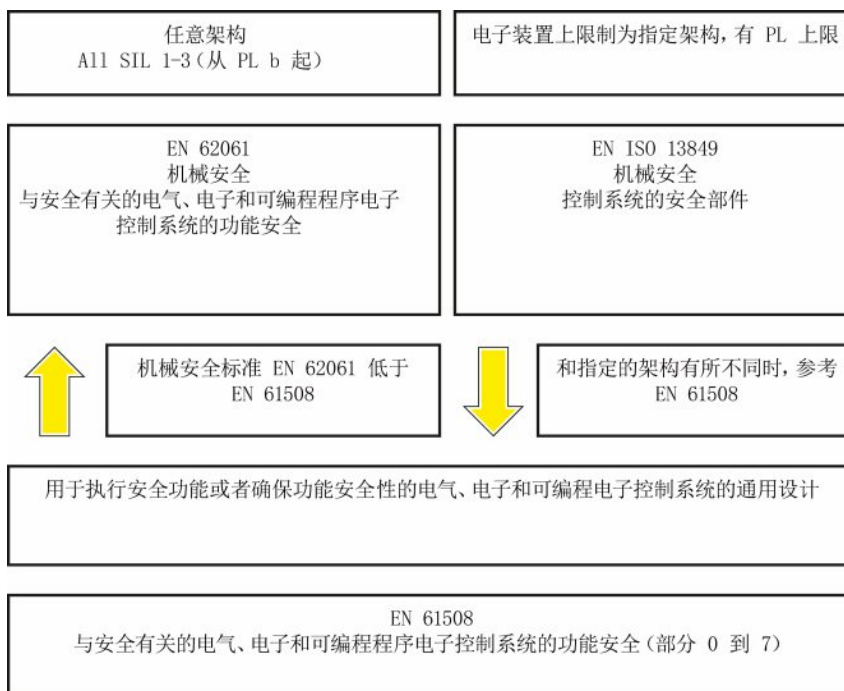 任意架构
All SIL 1-3(从 PL b 起)
电子装置上限制为指定架构,有 PL 上限
EN 62061
机械安全
与安全有关的电气、电子和可编程程序电子
控制系统的功能安全
EN ISO 13849
机械安全
控制系统的安全部件
机械安全标准 EN 62061 低于
EN 61508
和指定的架构有所不同时,参考
EN 61508
用于执行安全功能或者确保功能安全性的电气、电子和可编程电子控制系统的通用设计
EN 61508
与安全有关的电气、电子和可编程程序电子控制系统的功能安全(部分 0 到 7)